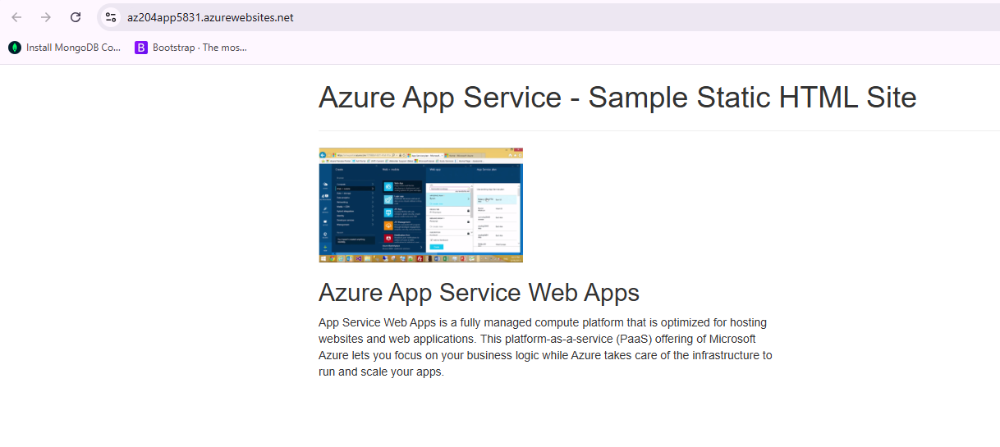 az204app5831.azurewebsites.net
Install MongoDB Co...
Bootstrap · The mos...
Azure App Service - Sample Static HTML Site
Azure App Service Web Apps
App Service Web Apps is a fully managed compute platform that is optimized for hosting
websites and web applications. This platform-as-a-service (PaaS) offering of Microsoft
Azure lets you focus on your business logic while Azure takes care of the infrastructure to
run and scale your apps.